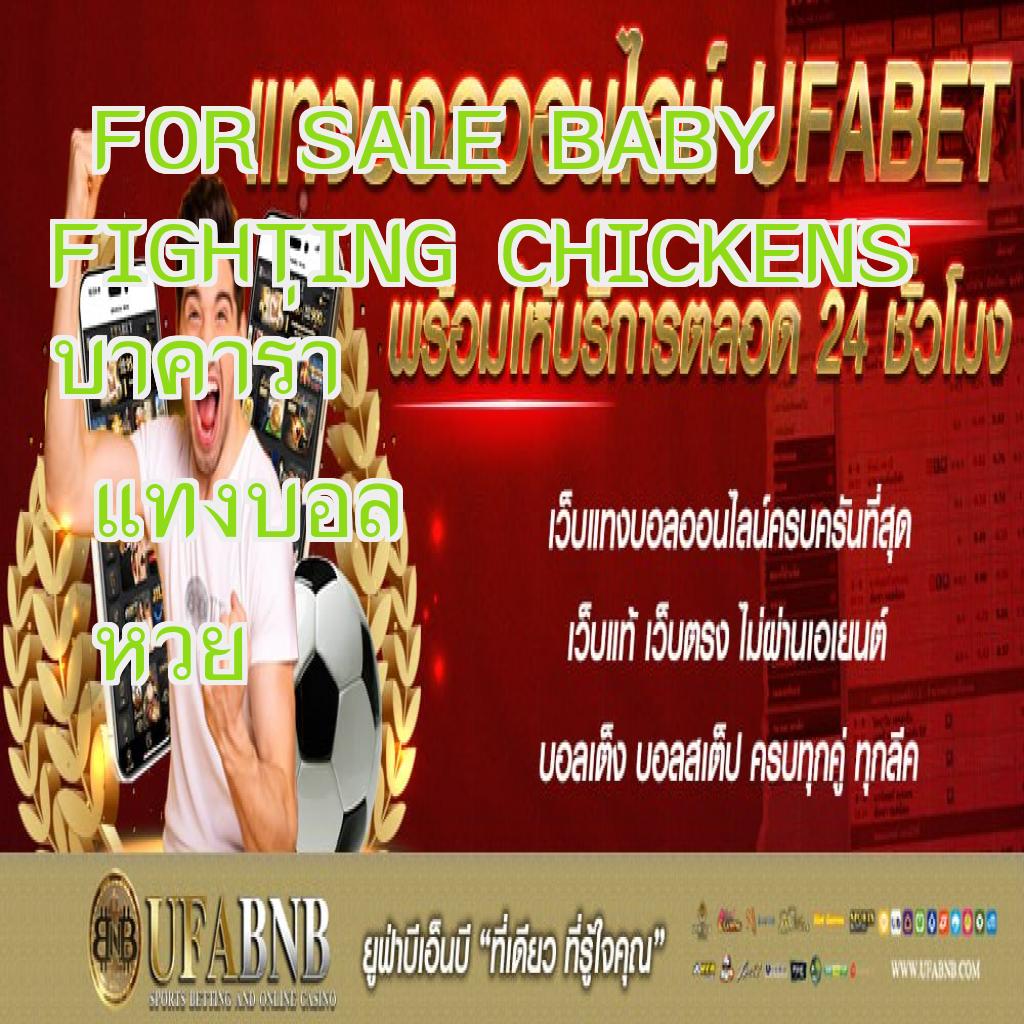 แทงบอลออนไลน์ UFABET
FOR SALE BABY
FIGHTING CHICKENS
บาคาร่า
แทงบอล
หวย
พร้อมให้บริการตลอด 24 ชั่วโมง
เว็บแทงบอลออนไลน์ครบครันที่สุด
เว็บแท้ เว็บตรง ไม่ผ่านเอเยนต์
บอลเต็ง บอลสเต็ป ครบทุกคู่ ทุกลีค
UFABNB
SPORTS BETTING AND ONLINE CASINO
ยูฟ่าบีเอ็นบี “ที่เดียว ที่รู้ใจคุณ”
WWW.UFABNB.COM